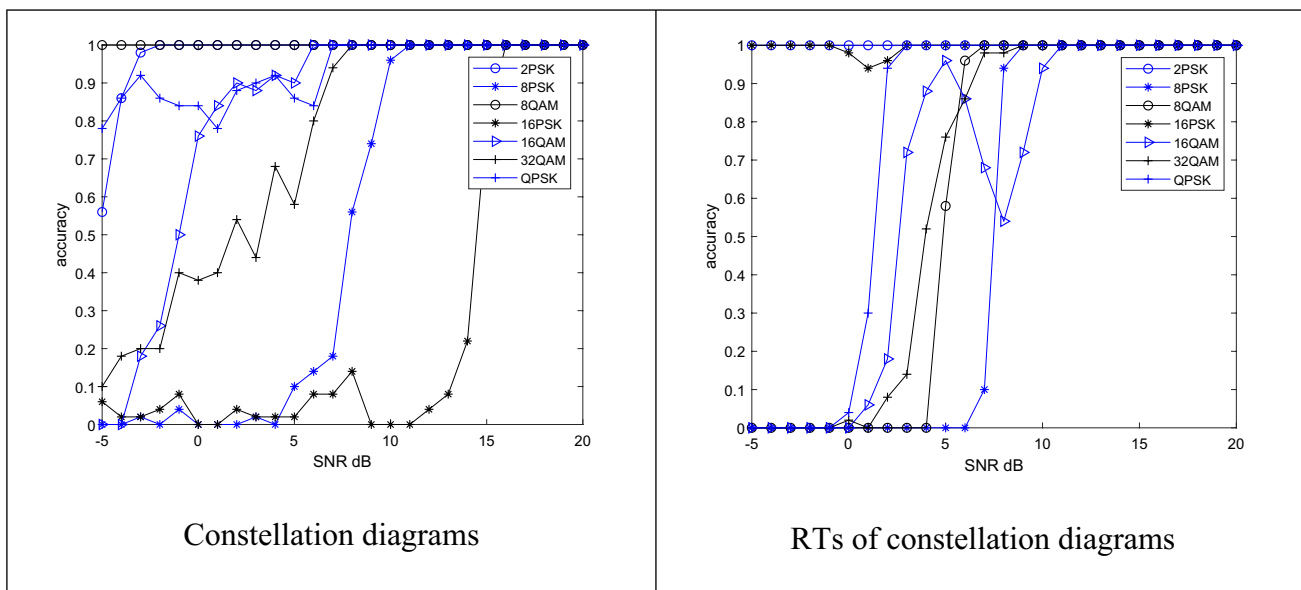 1
0.9
0.8
0.7
0.6
0.5
0.4
0.3
0.2
0.1
0
accuracy
-5 0 5 10 15 20
SNR dB
2PSK
8PSK
8QAM
16PSK
16QAM
32QAM
QPSK
Constellation diagrams
1
0.9
0.8
0.7
0.6
0.5
0.4
0.3
0.2
0.1
0
accuracy
-5 0 5 10 15 20
SNR dB
2PSK
8PSK
8QAM
16PSK
16QAM
32QAM
QPSK
RTs of constellation diagrams